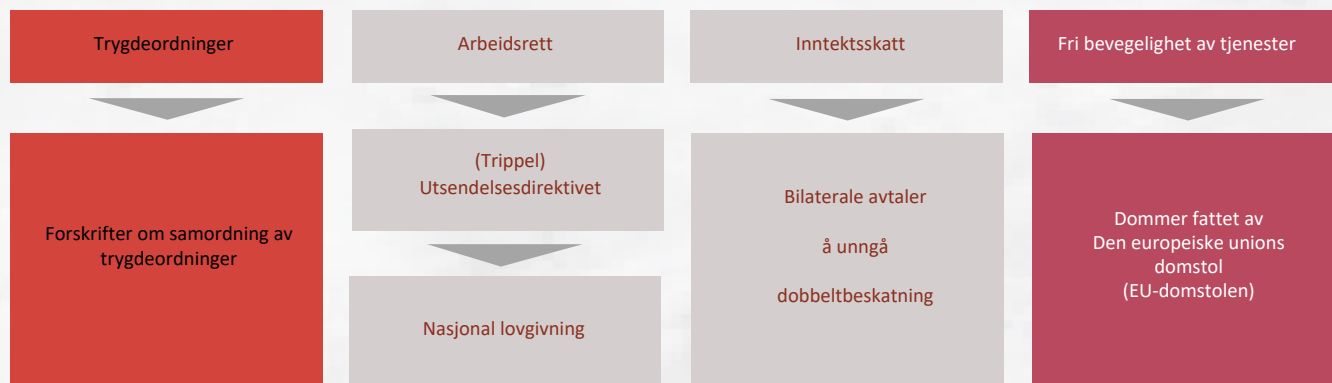 Trygdeordninger
Arbeidsrett
Inntektsskatt
Fri bevegelighet av tjenester
Forskrifter om samordning av
trygdeordninger
(Trippel)
Utsendelsesdirektivet
Nasjonal lovgivning
Bilaterale avtaler
å unngå
dobbeltbeskatning
Dommer fattet av
Den europeiske unions
domstol
(EU-domstolen)